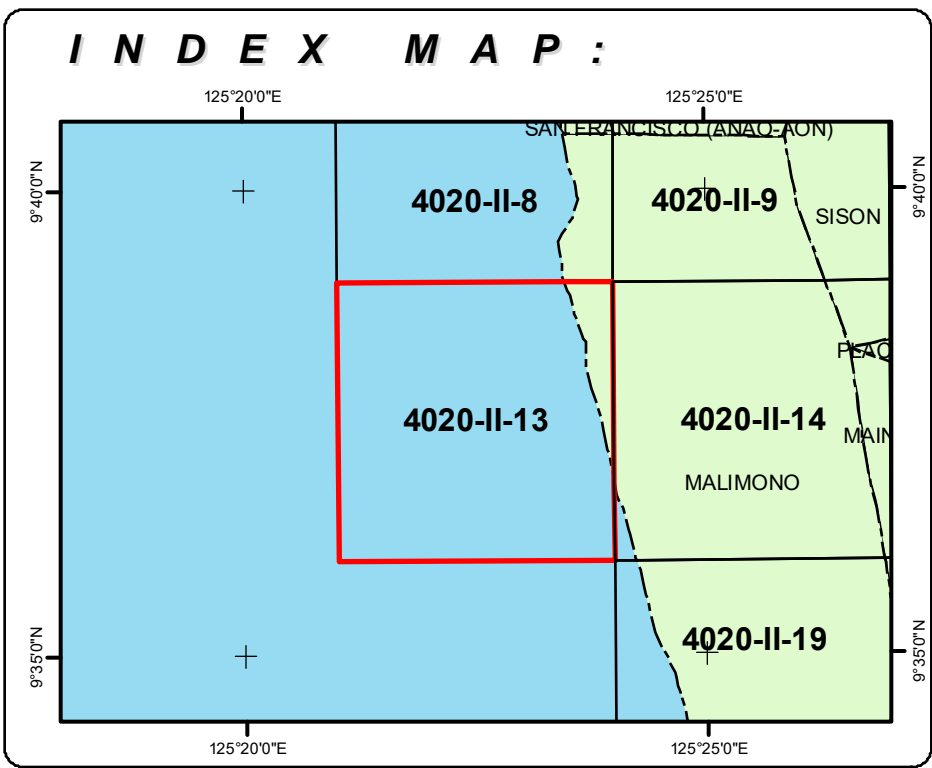 INDEX MAP:
125°20'0"E 125°25'0"E
SAN FRANCISCO (ANAO-AON)
9°40'0"N 9°40'0"N
4020-II-8 4020-II-9
SISON
PLAC
4020-II-13 4020-II-14
MAIN
MALIMONO
4020-II-19
9°35'0"N 9°35'0"N
125°20'0"E 125°25'0"E